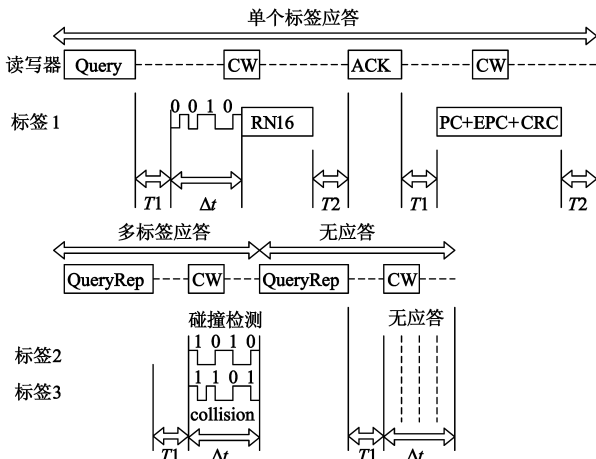 单个标签应答
读写器 Query CW ACK CW
标签1 0 0 1 0 RN16 PC+EPC+CRC
T1 Δt T2 T1 T2
多标签应答 无应答
QueryRep CW QueryRep CW
碰撞检测 无应答
标签2 1 0 1 0
标签3 1 1 0 1
collision
T1 Δt T1 Δt